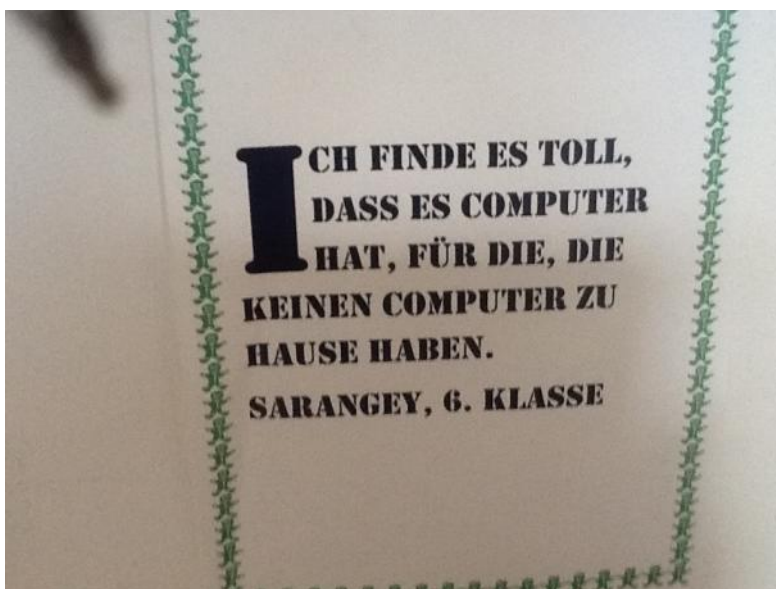 ICH FINDE ES TOLL,
DASS ES COMPUTER
HAT, FÜR DIE, DIE
KEINEN COMPUTER ZU
HAUSE HABEN.
SARANGEY, 6. KLASSE